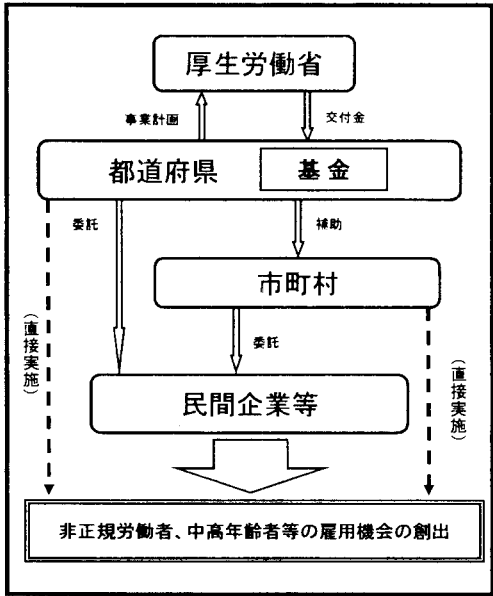 厚生労働省
事業計画
交付金
都道府県
基金
委託
補助
市町村
(直接実施)
委託
(直接実施)
民間企業等
非正規労働者、中高年齢者等の雇用機会の創出